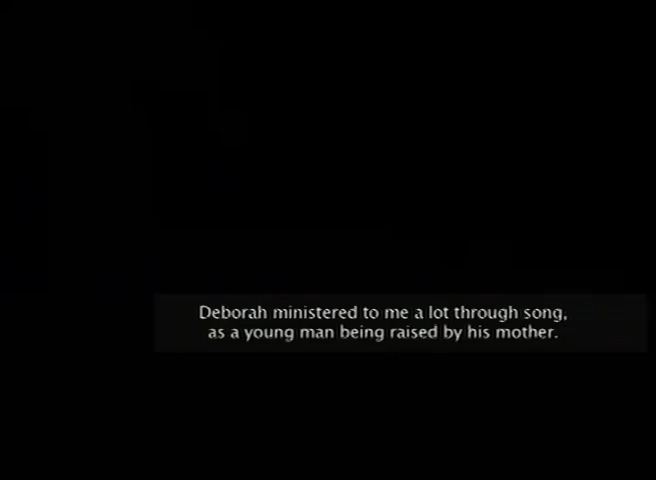 Deborah ministered to me a lot through song,
as a young man being raised by his mother.